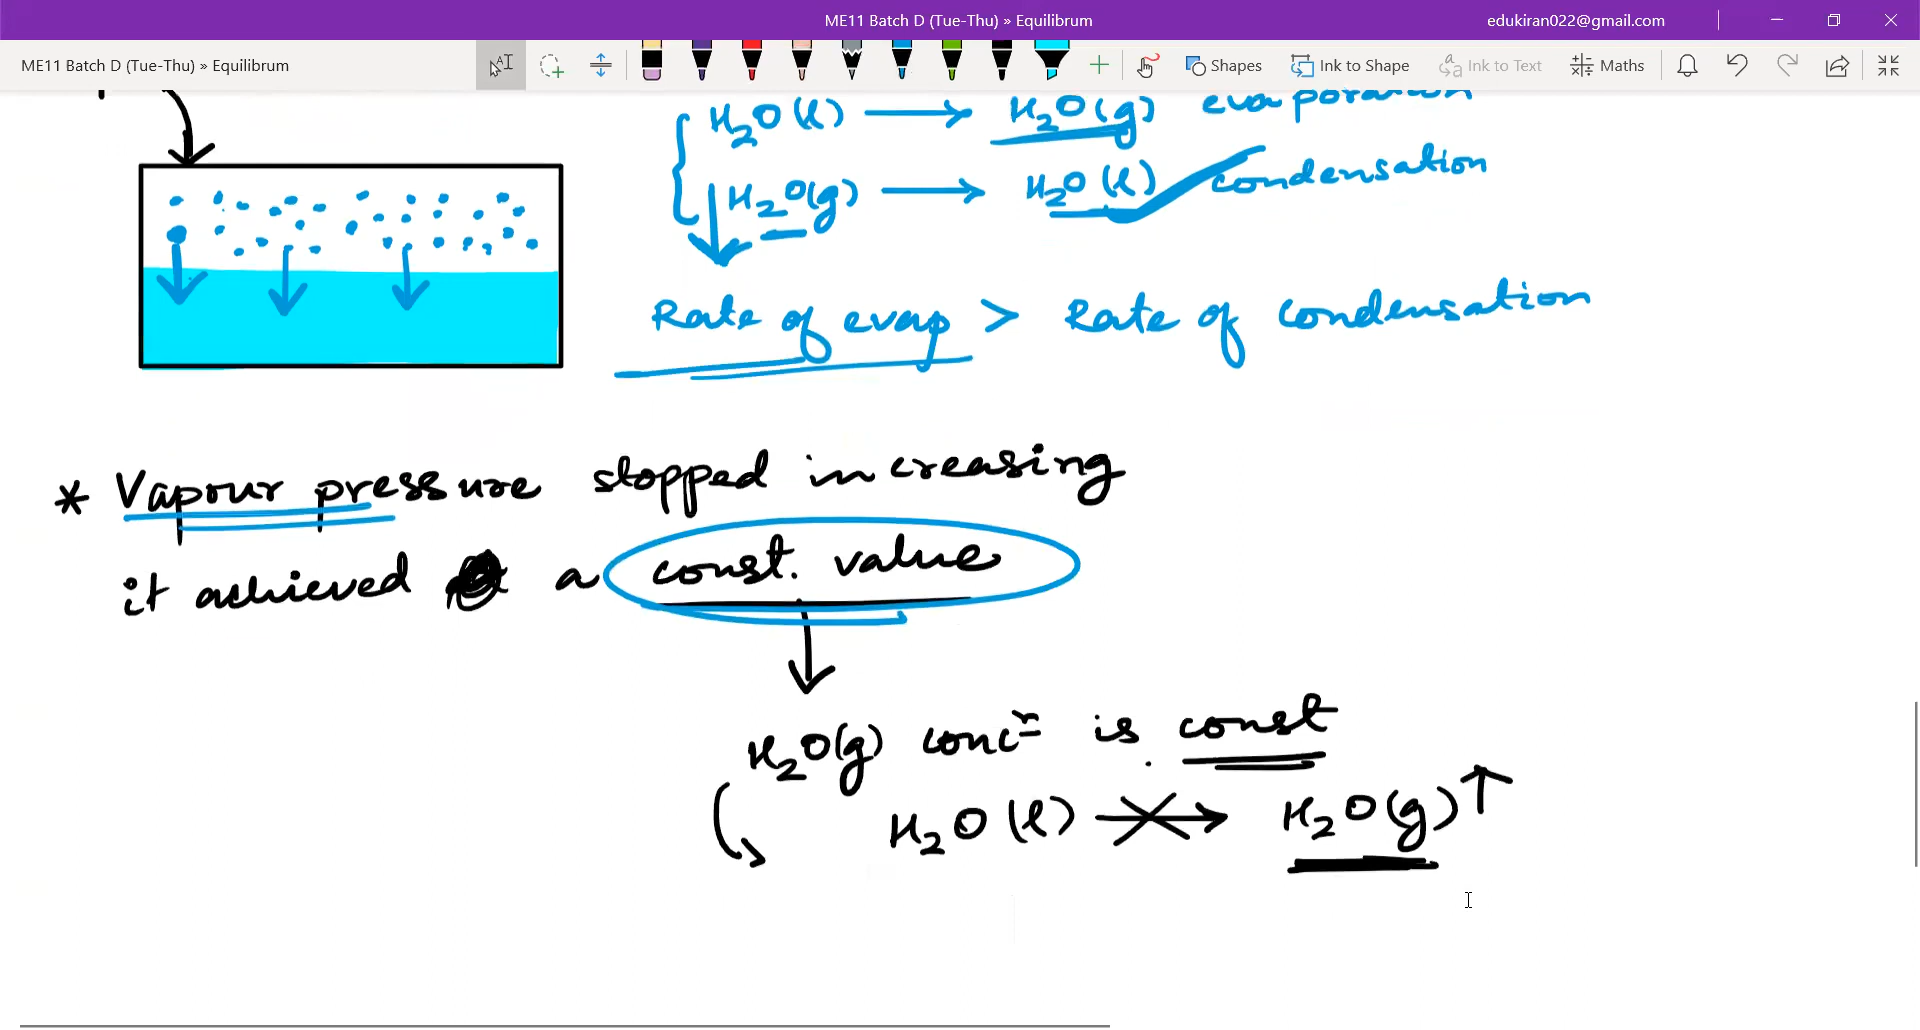 ME11 Batch D (Tue-Thu) » Equilibrum
edukiran022@gmail.com
ME11 Batch D (Tue-Thu) » Equilibrum
Shapes
Ink to Shape
Ink to Text
Maths
H2O(l) → H2O(g) evaporation
H2O(g) → H2O(l) condensation
Rate of evap > Rate of condensation
* Vapour pressure stopped increasing
it achieved a const. value
H2O(g) concn is const
H2O(l) → H2O(g) ↑